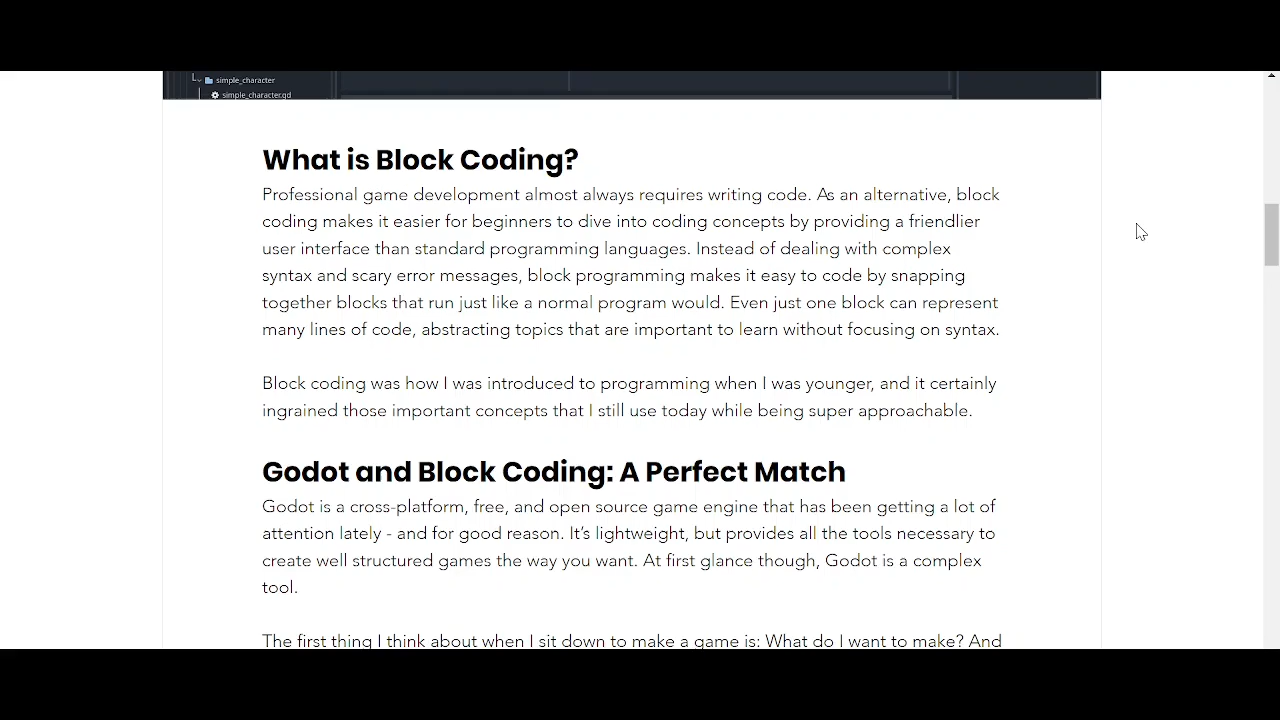 simple_character
simple_character.gd
What is Block Coding?
Professional game development almost always requires writing code. As an alternative, block
coding makes it easier for beginners to dive into coding concepts by providing a friendlier
user interface than standard programming languages. Instead of dealing with complex
syntax and scary error messages, block programming makes it easy to code by snapping
together blocks that run just like a normal program would. Even just one block can represent
many lines of code, abstracting topics that are important to learn without focusing on syntax.
Block coding was how I was introduced to programming when I was younger, and it certainly
ingrained those important concepts that I still use today while being super approachable.
Godot and Block Coding: A Perfect Match
Godot is a cross-platform, free, and open source game engine that has been getting a lot of
attention lately - and for good reason. It’s lightweight, but provides all the tools necessary to
create well structured games the way you want. At first glance though, Godot is a complex
tool.
The first thing I think about when I sit down to make a game is: What do I want to make? And